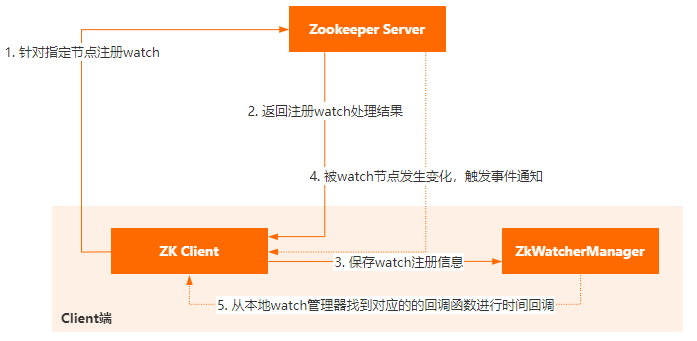 Zookeeper Server
1. 针对指定节点注册watch
2. 返回注册watch处理结果
4. 被watch节点发生变化，触发事件通知
ZK Client
ZkWatcherManager
3. 保存watch注册信息
5. 从本地watch管理器找到对应的的回调函数进行时间回调
Client端